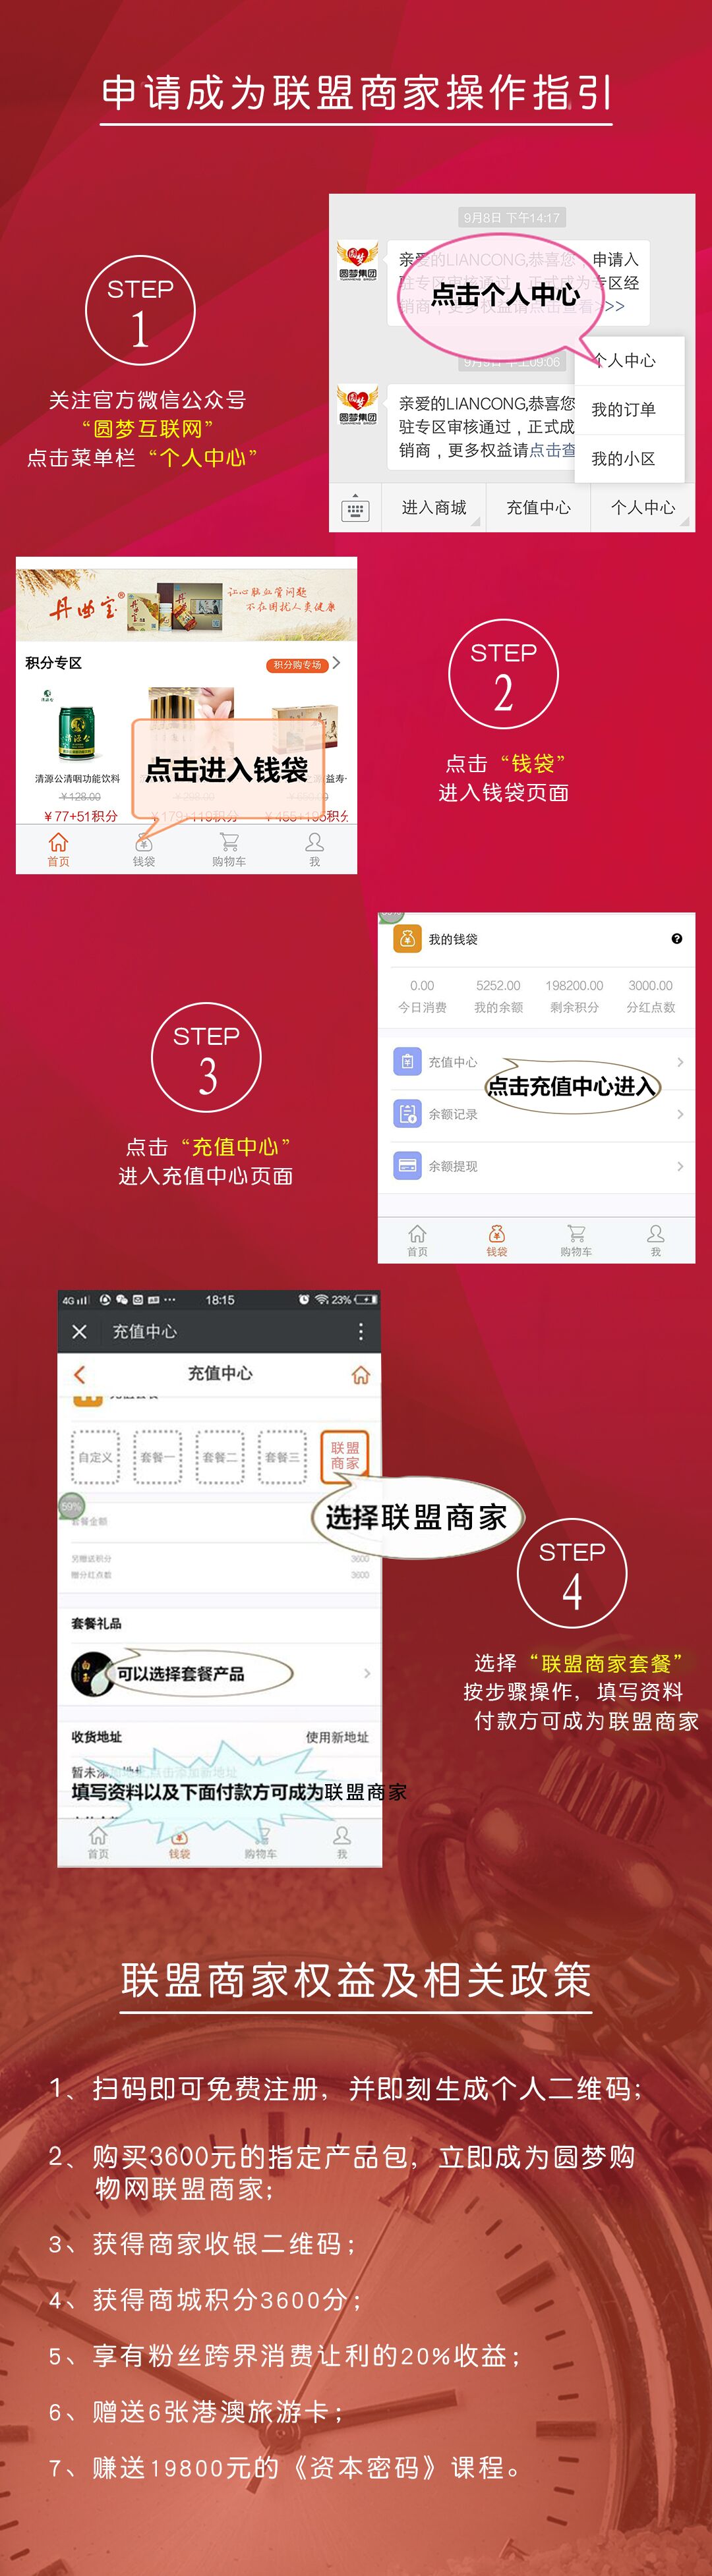 申请成为联盟商家操作指引
STEP
1
关注官方微信公众号
“圆梦互联网”
点击菜单栏“个人中心”
9月8日 下午14:17
圆梦集团
亲爱的LIANCONG,恭喜您，申请入
驻专区审核通过，正式成为专区经
销商，更多权益请点击查看>>>
点击个人中心
午09:06
圆梦集团
亲爱的LIANCONG,恭喜您
驻专区审核通过，正式成
销商，更多权益请点击查
个人中心
我的订单
我的小区
进入商城
充值中心
个人中心
丹曲宝®
让心脑血管问题
不在困扰人类健康
积分专区
积分购专场
点击进入钱袋
清源公清咽功能饮料
益寿·
￥128.00
￥77+51积分
￥179+119积分
首页
钱袋
购物车
我
STEP
2
点击“钱袋”
进入钱袋页面
STEP
3
点击“充值中心”
进入充值中心页面
我的钱袋
0.00 5252.00 198200.00 3000.00
今日消费 我的余额 剩余积分 分红点数
充值中心
点击充值中心进入
余额记录
余额提现
首页
钱袋
购物车
我
4G 18:15 23%
充值中心
充值中心
自定义
套餐一
套餐二
套餐三
联盟
商家
选择联盟商家
59%
套餐金额
另赠送积分 3600
赠分红点数 3600
套餐礼品
可以选择套餐产品
收货地址 使用新地址
填写资料以及下面付款方可成为联盟商家
首页
钱袋
购物车
我
STEP
4
选择“联盟商家套餐”
按步骤操作，填写资料
付款方可成为联盟商家
联盟商家权益及相关政策
1、扫码即可免费注册，并即刻生成个人二维码；
2、购买3600元的指定产品包，立即成为圆梦购
物网联盟商家；
3、获得商家收银二维码；
4、获得商城积分3600分；
5、享有粉丝跨界消费让利的20%收益；
6、赠送6张港澳旅游卡；
7、赚送19800元的《资本密码》课程。